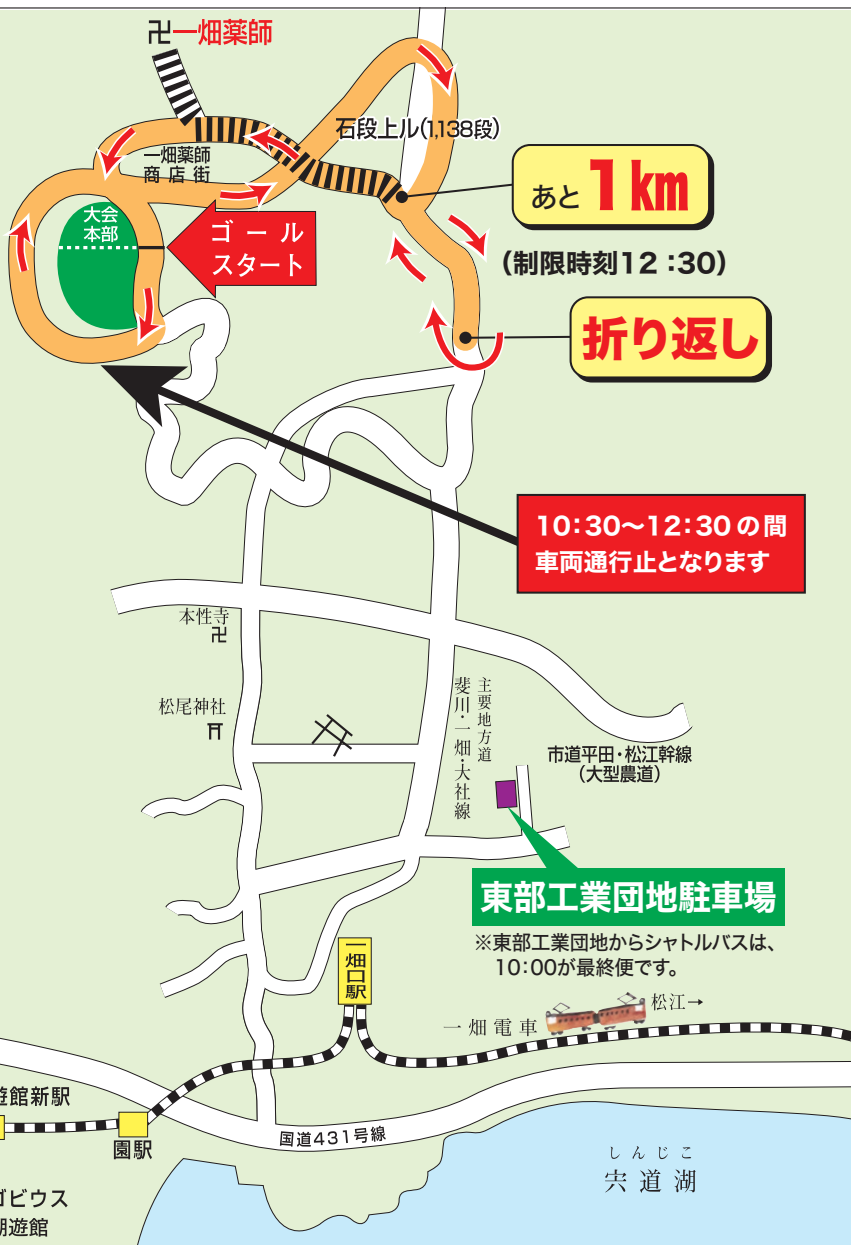 卍一畑薬師
石段上ル(1,138段)
一畑薬師
商店街
あと1km
大会
本部
ゴール
スタート
(制限時刻12:30)
折り返し
10:30〜12:30の間
車両通行止となります
本性寺
卍
松尾神社
主要地方道
斐川・一畑・大社線
市道平田・松江幹線
(大型農道)
東部工業団地駐車場
※東部工業団地からシャトルバスは、
10:00が最終便です。
一畑口駅
一畑電車
松江→
遊館新駅
園駅
国道431号線
しんじこ
宍道湖
ゴビウス
湖遊館